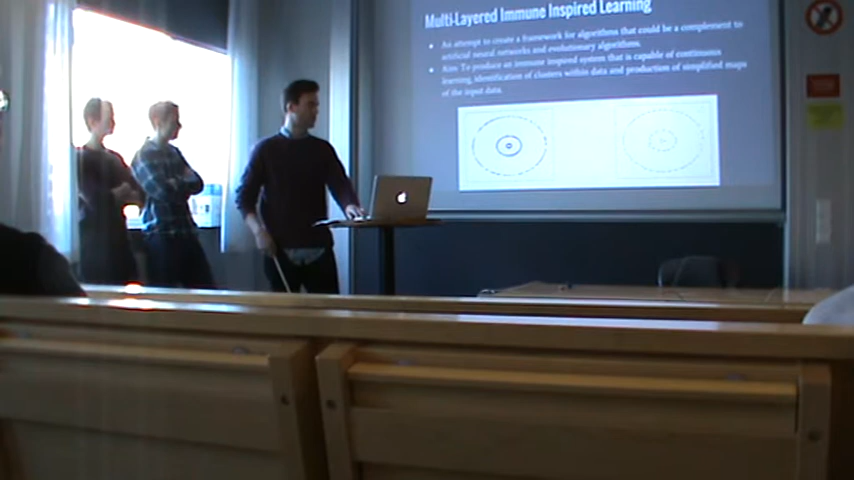 Multi-Layered Immune Inspired Learning
• An attempt to create a framework for algorithms that could be a complement to
artificial neural networks and evolutionary algorithms.
• Aim: To produce an immune inspired system that is capable of continuous
learning, identification of clusters within data and production of simplified maps
of the input data.